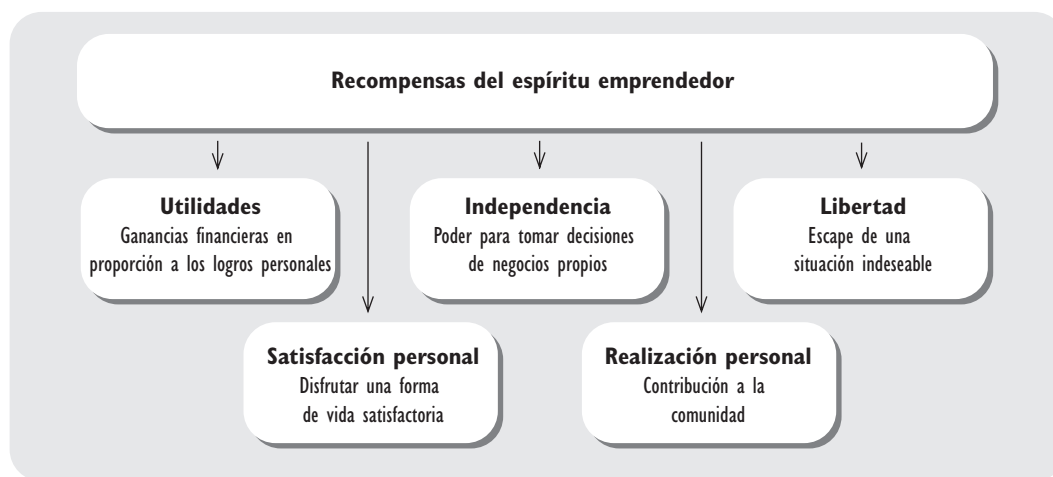 Recompensas del espíritu emprendedor
Utilidades
Ganancias financieras en
proporción a los logros personales
Independencia
Poder para tomar decisiones
de negocios propios
Libertad
Escape de una
situación indeseable
Satisfacción personal
Disfrutar una forma
de vida satisfactoria
Realización personal
Contribución a la
comunidad